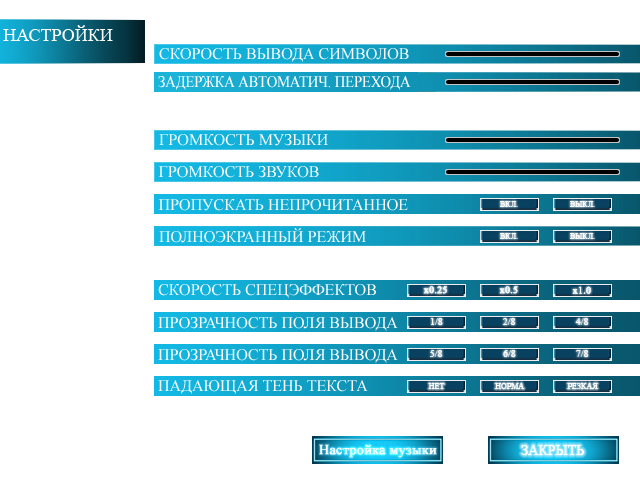 НАСТРОЙКИ
СКОРОСТЬ ВЫВОДА СИМВОЛОВ
ЗАДЕРЖКА АВТОМАТИЧ. ПЕРЕХОДА
ГРОМКОСТЬ МУЗЫКИ
ГРОМКОСТЬ ЗВУКОВ
ПРОПУСКАТЬ НЕПРОЧИТАННОЕ ВКЛ ВЫКЛ
ПОЛНОЭКРАННЫЙ РЕЖИМ ВКЛ ВЫКЛ
СКОРОСТЬ СПЕЦЭФФЕКТОВ x0.25 x0.5 x1.0
ПРОЗРАЧНОСТЬ ПОЛЯ ВЫВОДА 1/8 2/8 4/8
ПРОЗРАЧНОСТЬ ПОЛЯ ВЫВОДА 5/8 6/8 7/8
ПАДАЮЩАЯ ТЕНЬ ТЕКСТА НЕТ НОРМА РЕЗКАЯ
Настройка музыки ЗАКРЫТЬ